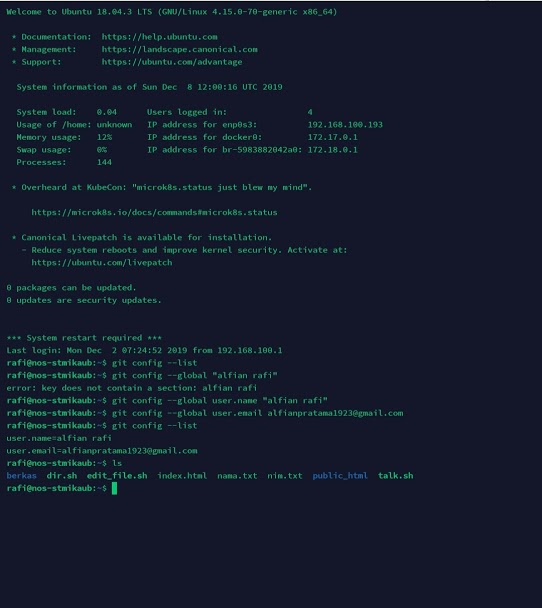 Welcome to Ubuntu 18.04.3 LTS (GNU/Linux 4.15.0-70-generic x86_64)
* Documentation: https://help.ubuntu.com
* Management: https://landscape.canonical.com
* Support: https://ubuntu.com/advantage
System information as of Sun Dec 8 12:00:16 UTC 2019
System load: 0.04 Users logged in: 4
Usage of /home: unknown IP address for enp0s3: 192.168.100.193
Memory usage: 12% IP address for docker0: 172.17.0.1
Swap usage: 0% IP address for br-5983882042a0: 172.18.0.1
Processes: 144
* Overheard at KubeCon: "microk8s.status just blew my mind".
https://microk8s.io/docs/commands#microk8s.status
* Canonical Livepatch is available for installation.
- Reduce system reboots and improve kernel security. Activate at:
https://ubuntu.com/livepatch
0 packages can be updated.
0 updates are security updates.
*** System restart required ***
Last login: Mon Dec 2 07:24:52 2019 from 192.168.100.1
rafi@nos-stmikaub:~$ git config --list
rafi@nos-stmikaub:~$ git config --global "alfian rafi"
error: key does not contain a section: alfian rafi
rafi@nos-stmikaub:~$ git config --global user.name "alfian rafi"
rafi@nos-stmikaub:~$ git config --global user.email alfianpratama1923@gmail.com
rafi@nos-stmikaub:~$ git config --list
user.name=alfian rafi
user.email=alfianpratama1923@gmail.com
rafi@nos-stmikaub:~$ ls
berkas dir.sh edit_file.sh index.html nama.txt nim.txt public_html talk.sh
rafi@nos-stmikaub:~$